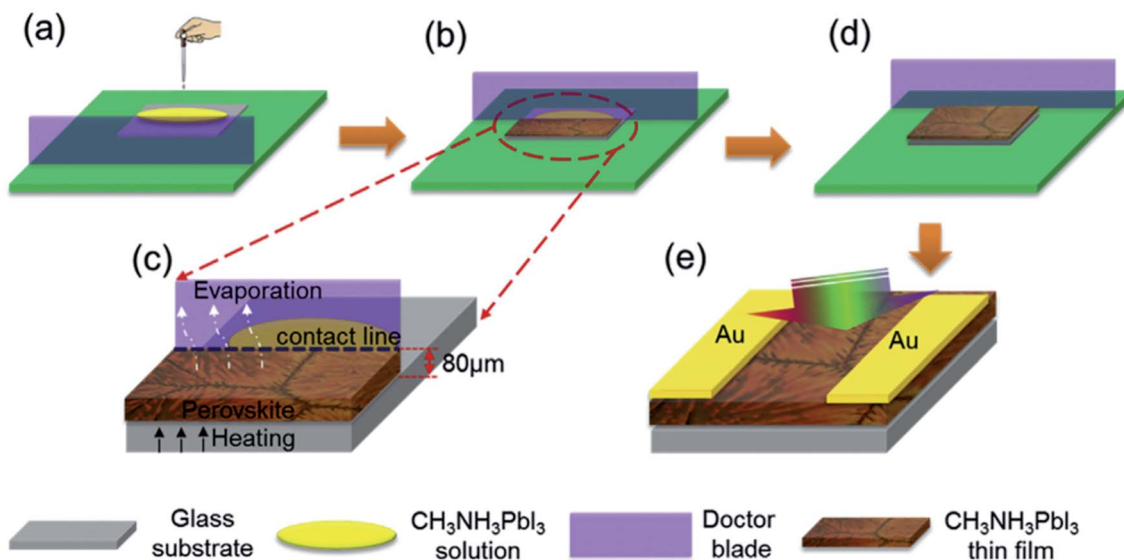 (a)
(b)
(d)
(c)
Evaporation
contact line
80μm
Perovskite
Heating
(e)
Au
Au
Glass
substrate
CH₃NH₃PbI₃
solution
Doctor
blade
CH₃NH₃PbI₃
thin film